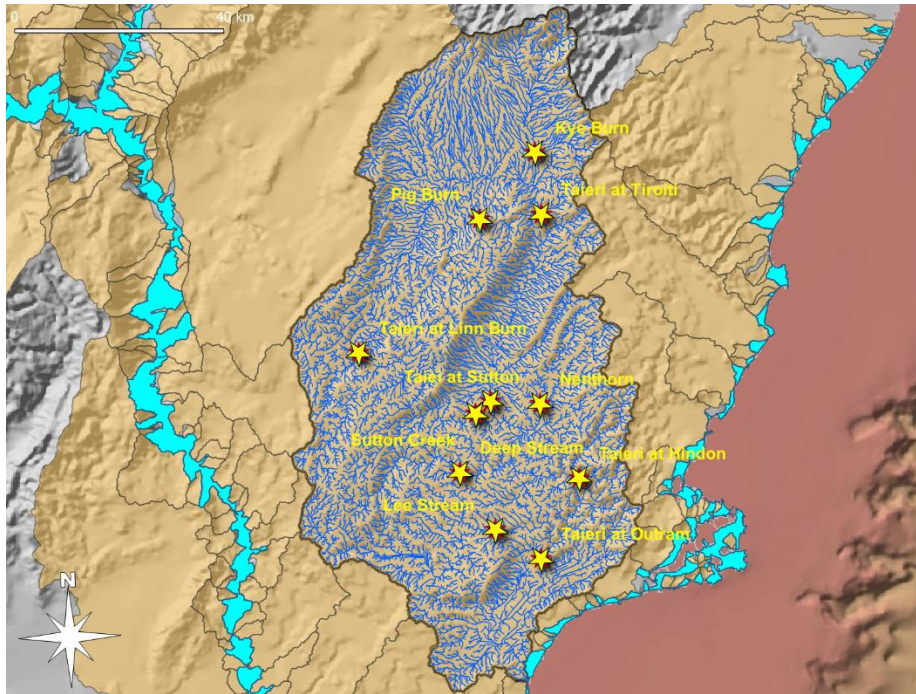 0
40 km
Kye Burn
Pig Burn
Taieri at Tiroiti
Taieri at Linn Burn
Taiei at Sutton
Nenthorn
Sutton Creek
Deep Stream
Taieri at Hindon
Lee Stream
Taieri at Outram
N